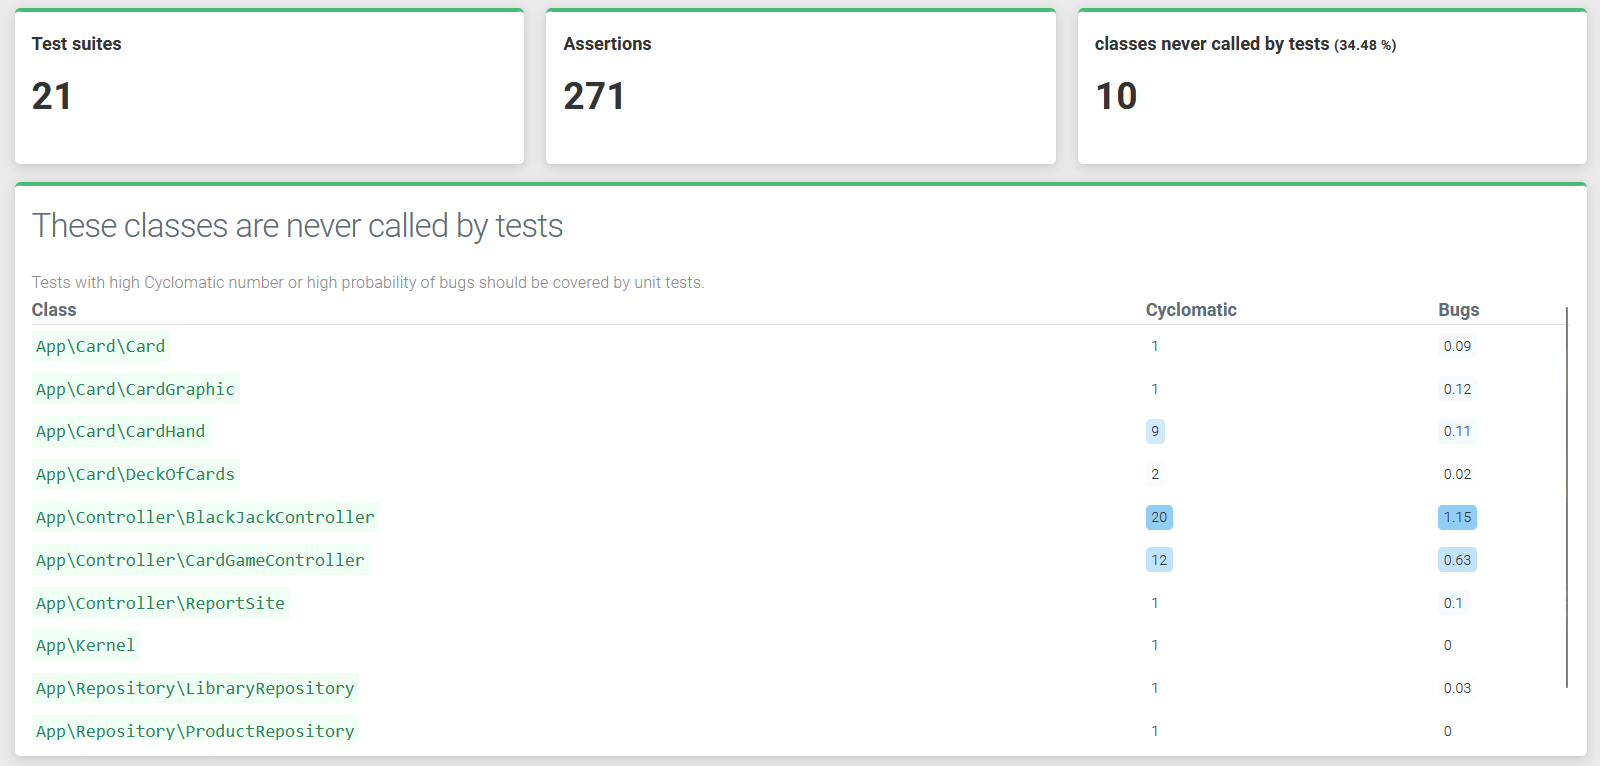 Test suites
21
Assertions
271
classes never called by tests (34.48 %)
10
These classes are never called by tests
Tests with high Cyclomatic number or high probability of bugs should be covered by unit tests.
Class Cyclomatic Bugs
App\Card\Card 1 0.09
App\Card\CardGraphic 1 0.12
App\Card\CardHand 9 0.11
App\Card\DeckOfCards 2 0.02
App\Controller\BlackJackController 20 1.15
App\Controller\CardGameController 12 0.63
App\Controller\ReportSite 1 0.1
App\Kernel 1 0
App\Repository\LibraryRepository 1 0.03
App\Repository\ProductRepository 1 0